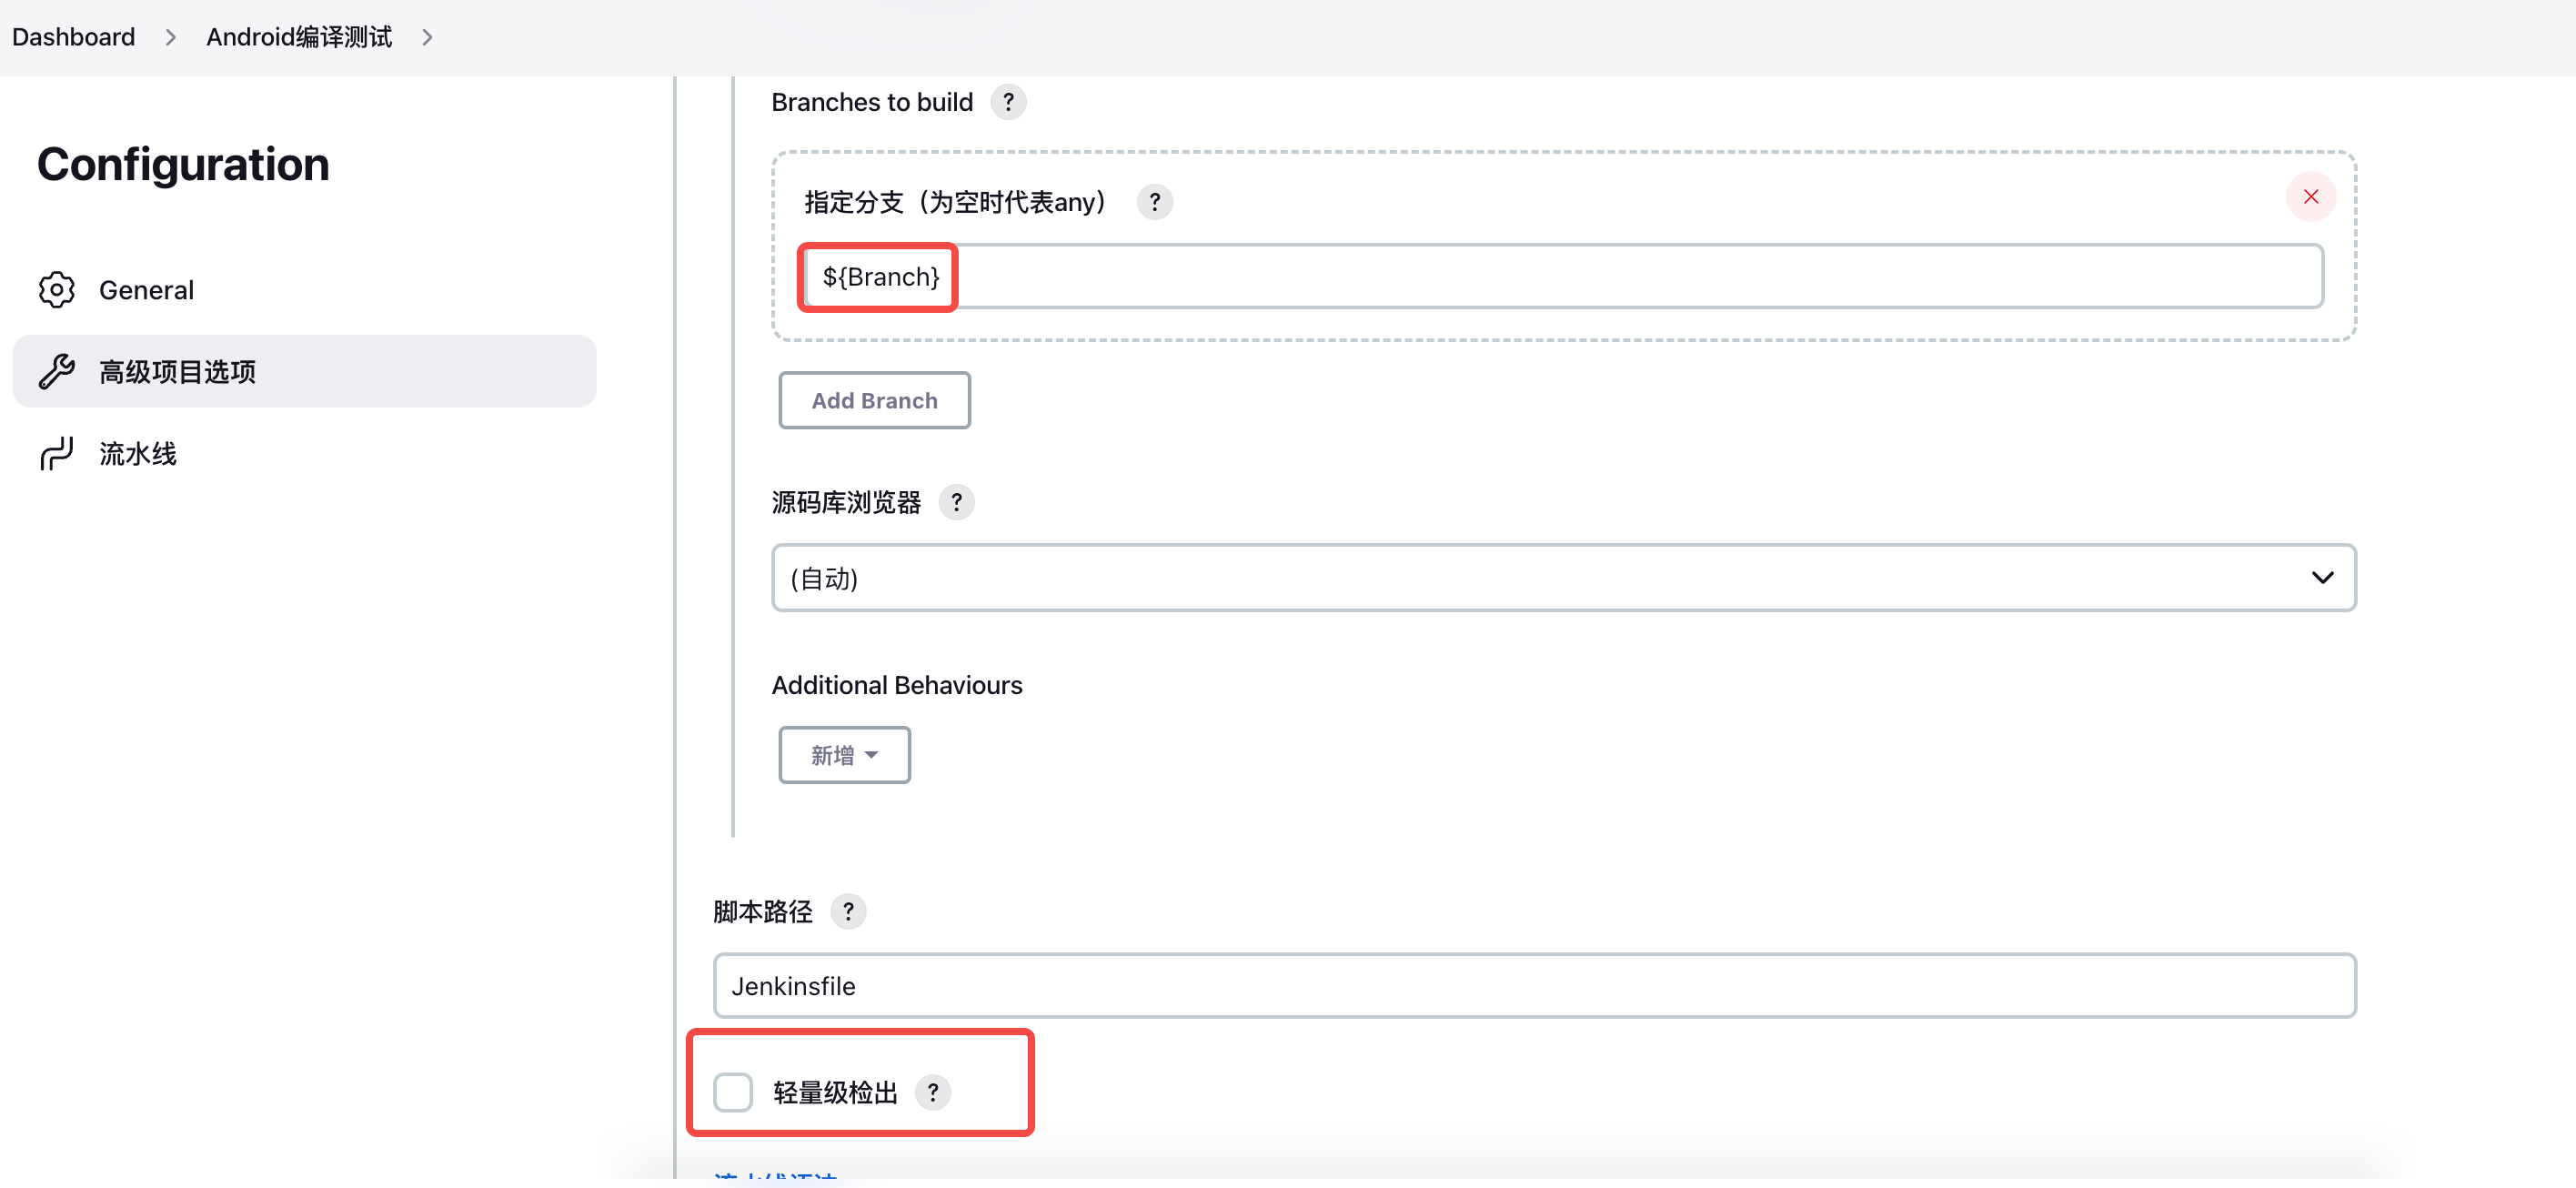 Dashboard > Android编译测试 >
Configuration
General
高级项目选项
流水线
Branches to build ?
指定分支（为空时代表any） ?
${Branch}
Add Branch
源码库浏览器 ?
(自动)
Additional Behaviours
新增
脚本路径 ?
Jenkinsfile
轻量级检出 ?